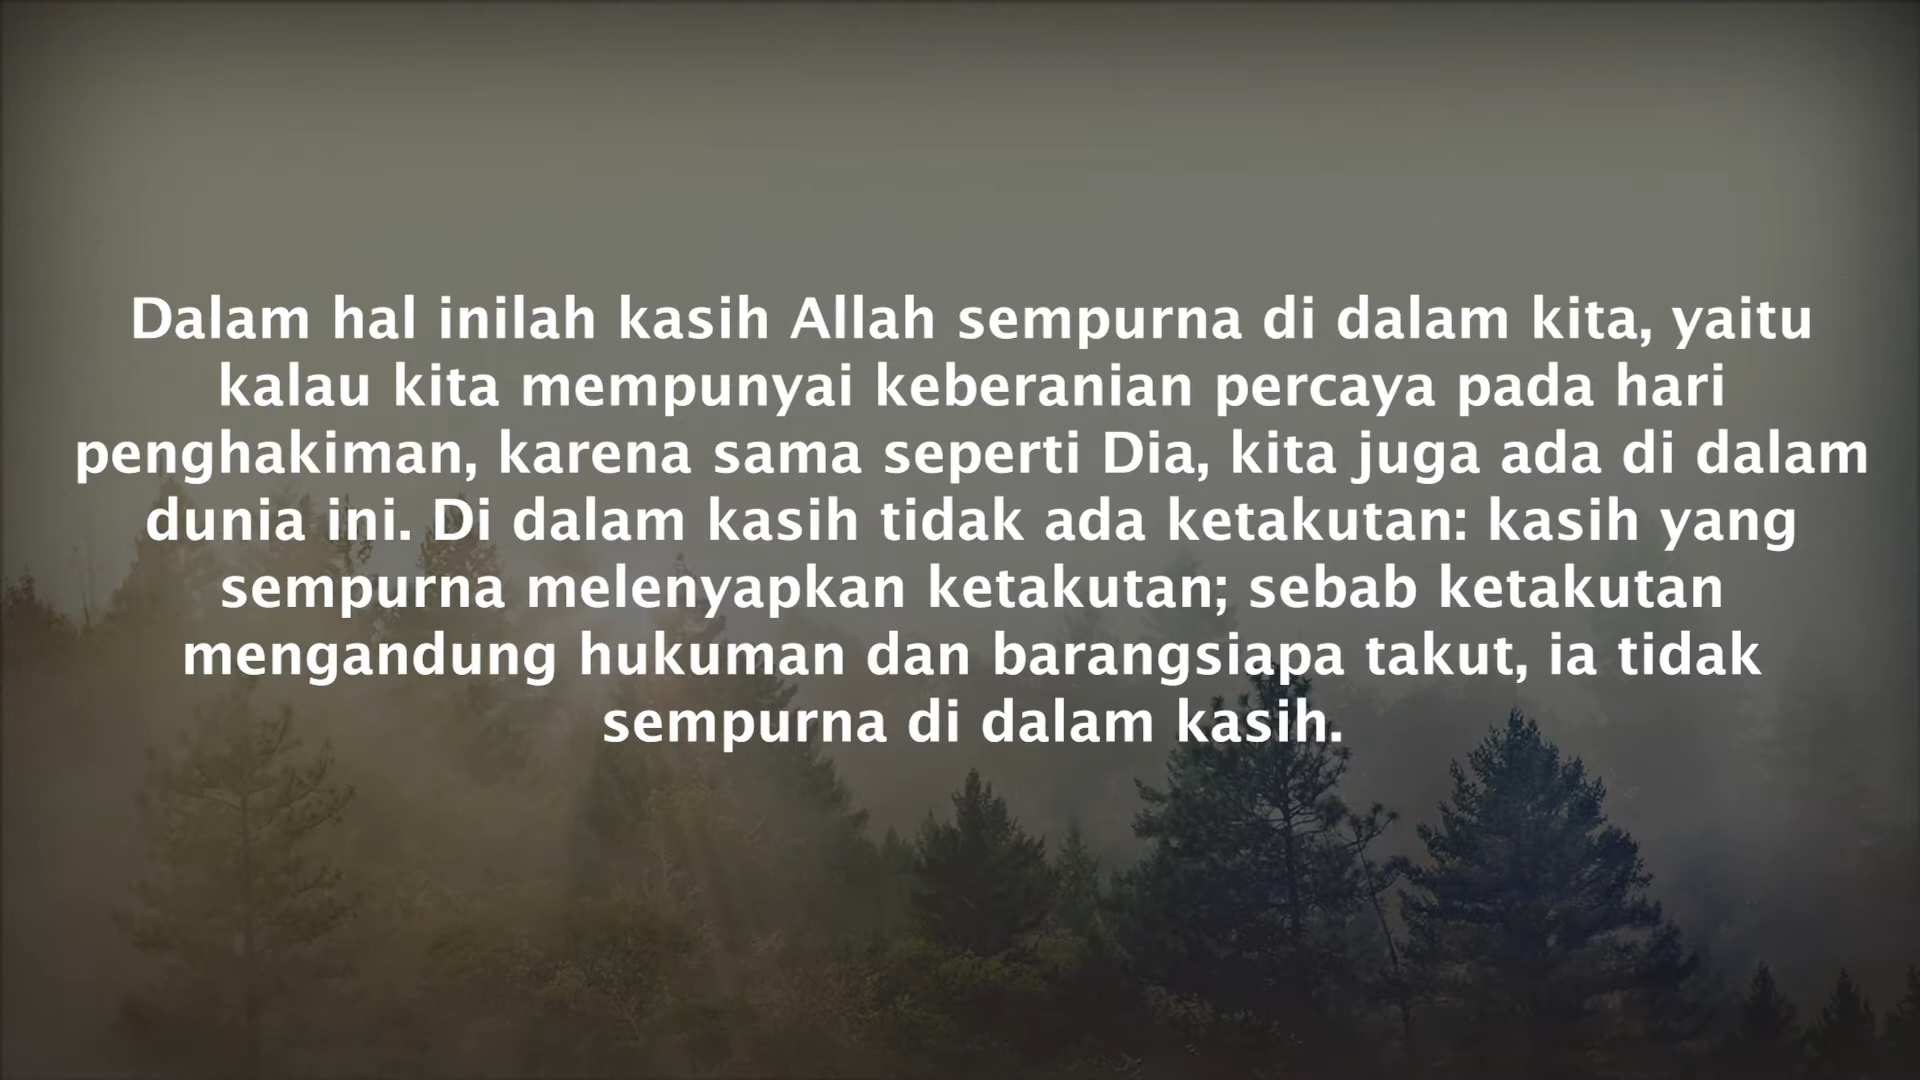 Dalam hal inilah kasih Allah sempurna di dalam kita, yaitu
kalau kita mempunyai keberanian percaya pada hari
penghakiman, karena sama seperti Dia, kita juga ada di dalam
dunia ini. Di dalam kasih tidak ada ketakutan: kasih yang
sempurna melenyapkan ketakutan; sebab ketakutan
mengandung hukuman dan barangsiapa takut, ia tidak
sempurna di dalam kasih.